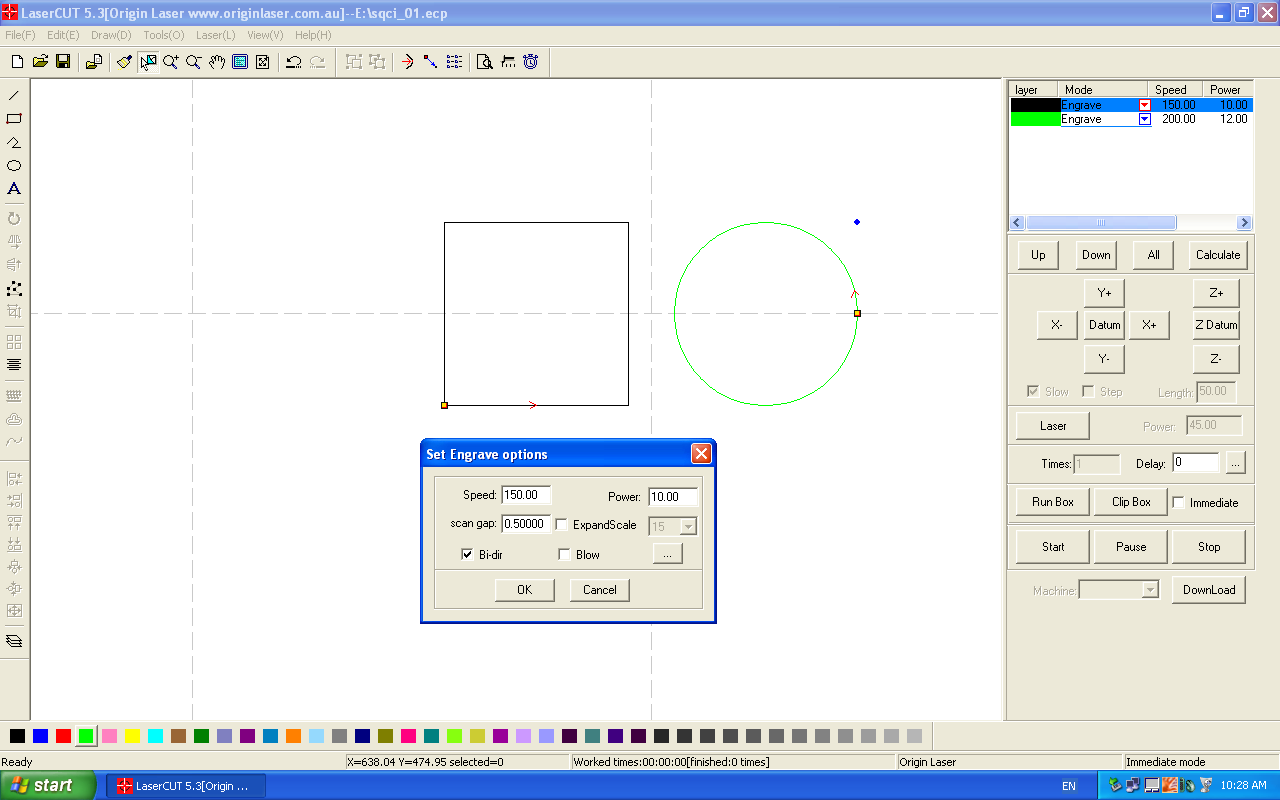 LaserCUT 5.3[Origin Laser www.originlaser.com.au]--E:\sqci_01.ecp
File(F) Edit(E) Draw(D) Tools(O) Laser(L) View(V) Help(H)
layer Mode Speed Power
Engrave 150.00 10.00
Engrave 200.00 12.00
Up Down All Calculate
Y+ Z+
X- Datum X+ Z Datum
Y- Z-
Slow Step Length: 50.00
Laser Power: 45.00
Times: 1 Delay: 0 ...
Run Box Clip Box Immediate
Start Pause Stop
Machine: DownLoad
A
Set Engrave options
Speed: 150.00 Power: 10.00
scan gap: 0.50000 ExpandScale 15
Bi-dir Blow ...
OK Cancel
Ready X=638.04 Y=474.95 selected=0 Worked times:00:00:00[finished:0 times] Origin Laser Immediate mode
start LaserCUT 5.3[Origin ... EN 10:28 AM